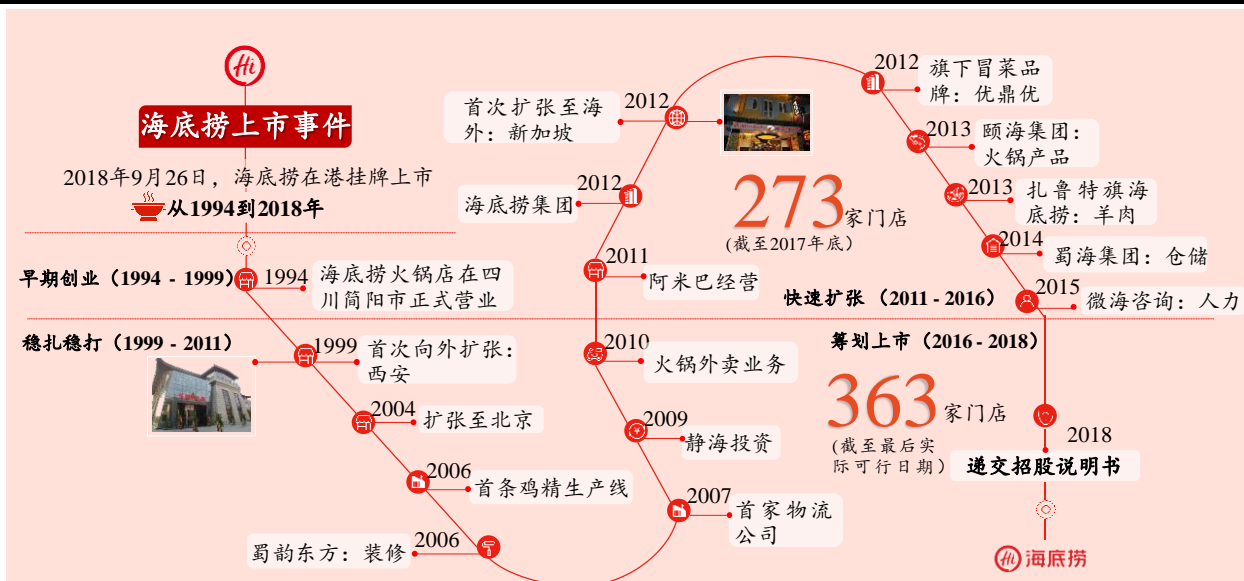 Hi
海底捞上市事件
2018年9月26日，海底捞在港挂牌上市
从1994到2018年
早期创业（1994 - 1999）
1994
海底捞火锅店在四
川简阳市正式营业
稳扎稳打（1999 - 2011）
1999
首次向外扩张：
西安
2004
扩张至北京
2006
首条鸡精生产线
2006
蜀韵东方：装修
2007
首家物流
公司
2009
静海投资
2010
火锅外卖业务
2011
阿米巴经营
2012
海底捞集团
2012
首次扩张至海
外：新加坡
273家门店
(截至2017年底)
2012
旗下冒菜品
牌：优鼎优
2013
颐海集团：
火锅产品
2013
扎鲁特旗海
底捞：羊肉
2014
蜀海集团：仓储
2015
微海咨询：人力
快速扩张 （2011 - 2016）
筹划上市（2016 - 2018）
363家门店
(截至最后实
际可行日期)
2018
递交招股说明书
Hi 海底捞